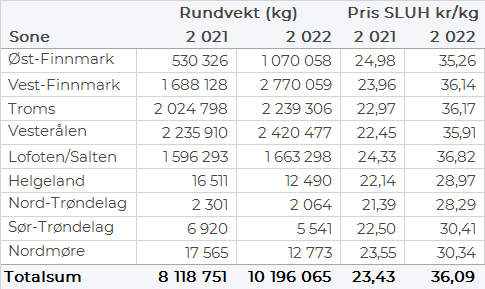 Rundvekt (kg) Pris SLUH kr/kg
Sone 2 021 2 022 2 021 2 022
Øst-Finnmark 530 326 1 070 058 24,98 35,26
Vest-Finnmark 1 688 128 2 770 059 23,96 36,14
Troms 2 024 798 2 239 306 22,97 36,17
Vesterålen 2 235 910 2 420 477 22,45 35,91
Lofoten/Salten 1 596 293 1 663 298 24,33 36,82
Helgeland 16 511 12 490 22,14 28,97
Nord-Trøndelag 2 301 2 064 21,39 28,29
Sør-Trøndelag 6 920 5 541 22,50 30,41
Nordmøre 17 565 12 773 23,55 30,34
Totalsum 8 118 751 10 196 065 23,43 36,09